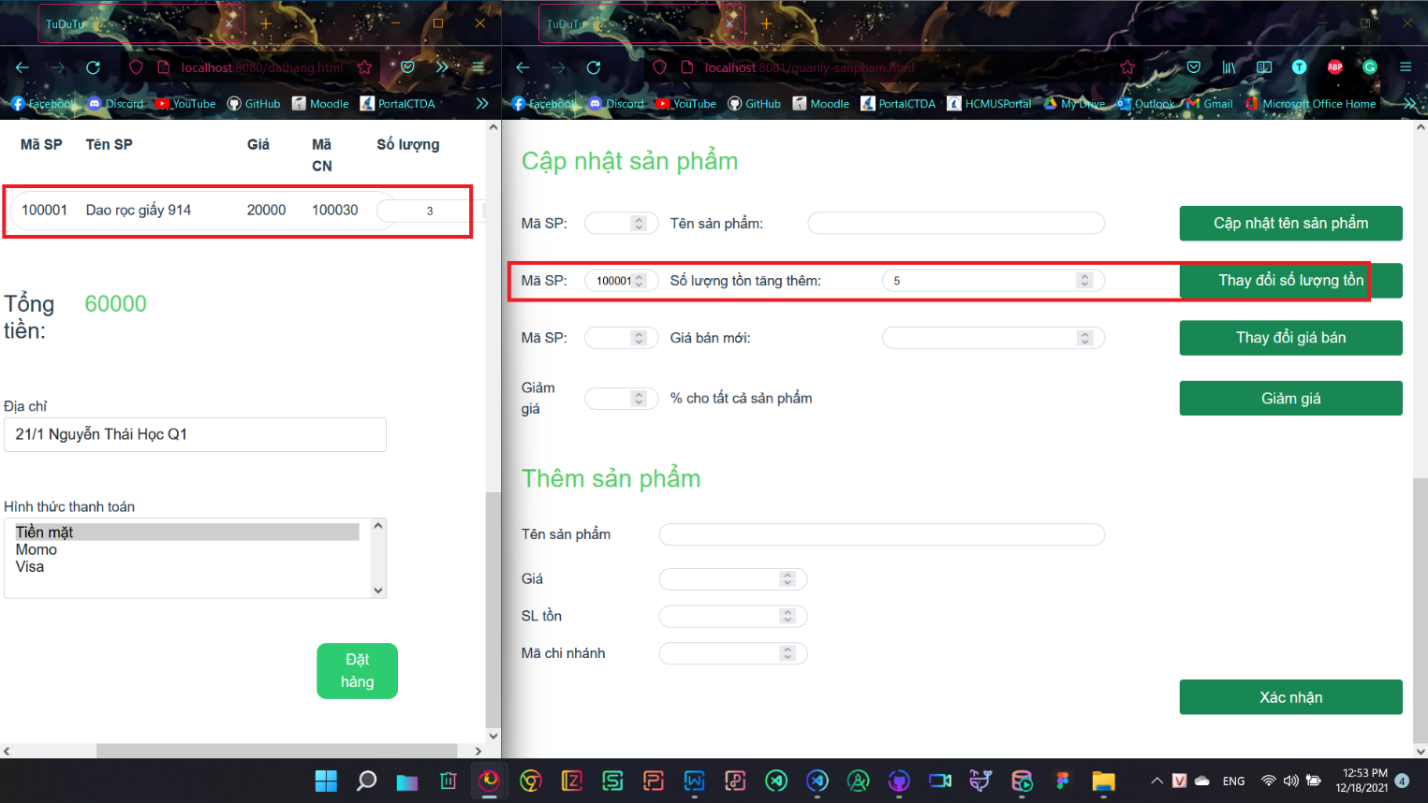 TuDuTu
localhost:8080/dathang.html
Facebook Discord YouTube GitHub Moodle PortalCTDA
Mã SP Tên SP Giá Mã CN Số lượng
100001 Dao rọc giấy 914 20000 100030 3
Tổng tiền: 60000
Địa chỉ
21/1 Nguyễn Thái Học Q1
Hình thức thanh toán
Tiền mặt
Momo
Visa
Đặt hàng
TuDuTu
localhost:8081/quanly-sanpham.html
Facebook Discord YouTube GitHub Moodle PortalCTDA HCMUSPortal My Drive Outlook Gmail Microsoft Office Home
T ABP G
Cập nhật sản phẩm
Mã SP: Tên sản phẩm: Cập nhật tên sản phẩm
Mã SP: 100001 Số lượng tồn tăng thêm: 5 Thay đổi số lượng tồn
Mã SP: Giá bán mới: Thay đổi giá bán
Giảm giá % cho tất cả sản phẩm Giảm giá
Thêm sản phẩm
Tên sản phẩm
Giá
SL tồn
Mã chi nhánh
Xác nhận
V ENG 12:53 PM 4
12/18/2021